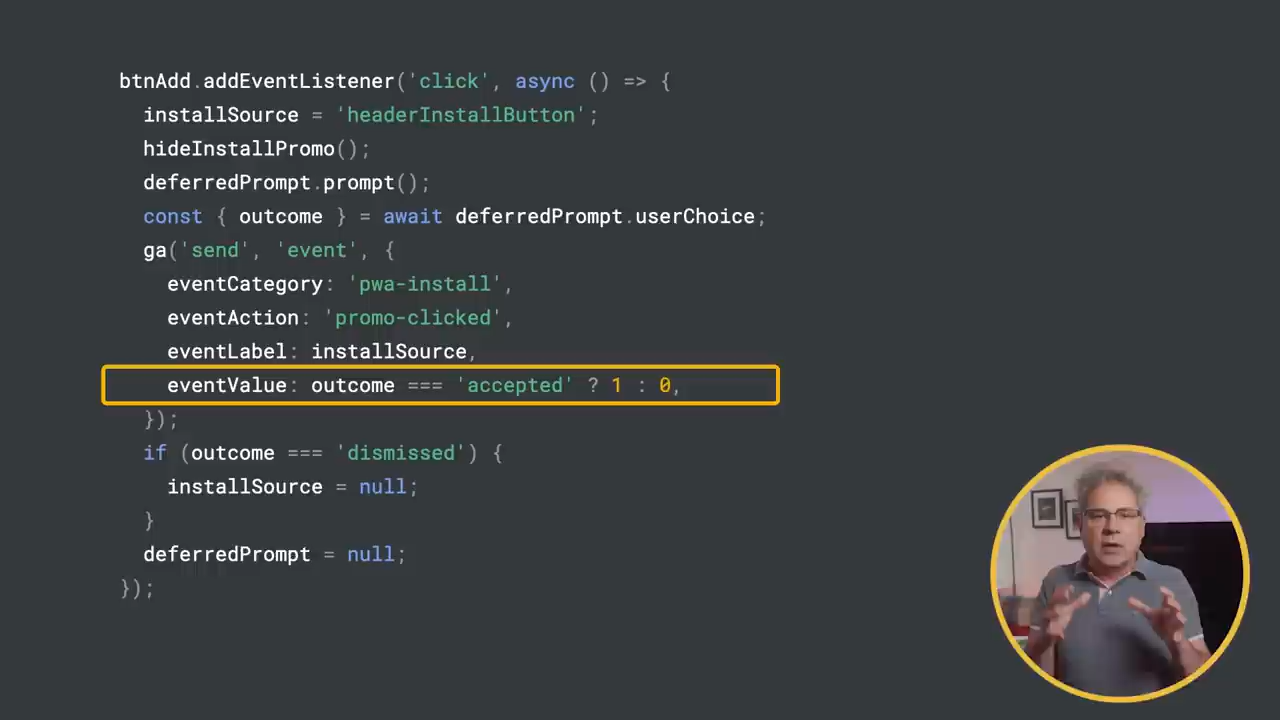 btnAdd.addEventListener('click', async () => {
installSource = 'headerInstallButton';
hideInstallPromo();
deferredPrompt.prompt();
const { outcome } = await deferredPrompt.userChoice;
ga('send', 'event', {
eventCategory: 'pwa-install',
eventAction: 'promo-clicked',
eventLabel: installSource,
eventValue: outcome === 'accepted' ? 1 : 0,
});
if (outcome === 'dismissed') {
installSource = null;
}
deferredPrompt = null;
});